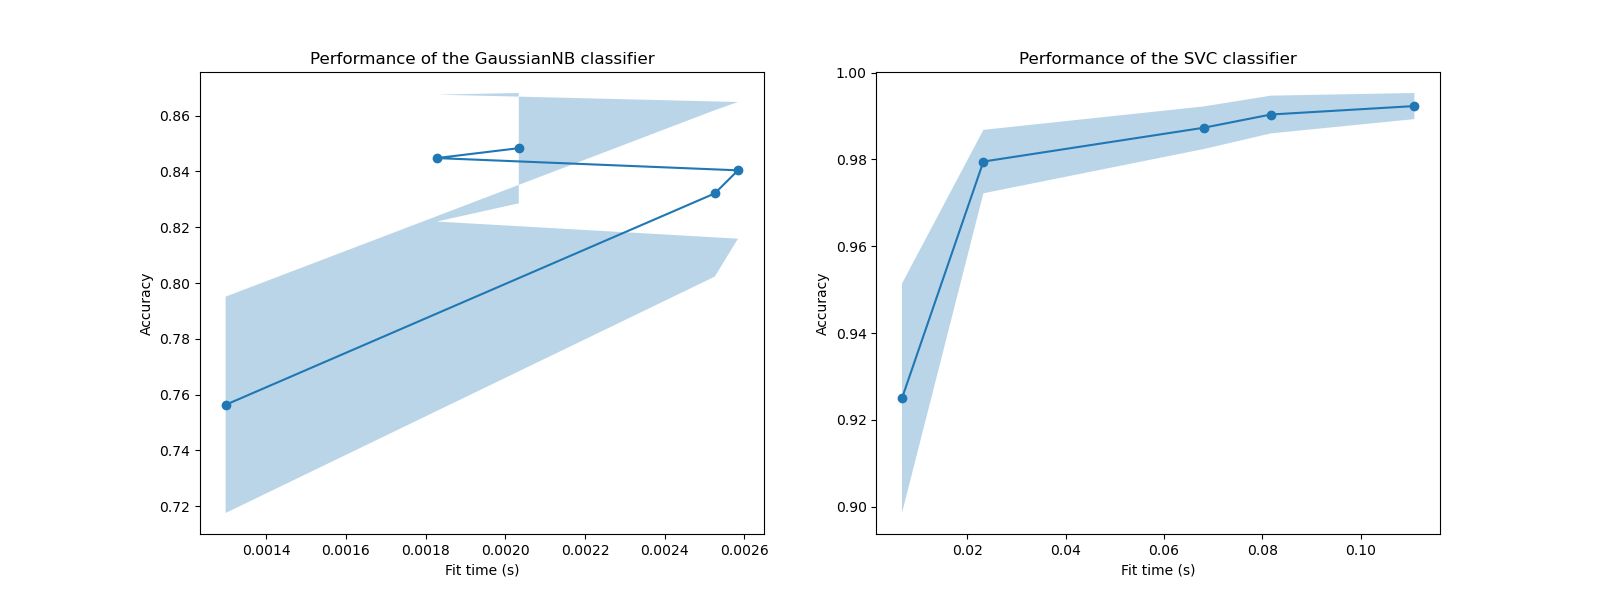 Performance of the GaussianNB classifier
Accuracy
0.86
0.84
0.82
0.80
0.78
0.76
0.74
0.72
0.0014 0.0016 0.0018 0.0020 0.0022 0.0024 0.0026
Fit time (s)
Performance of the SVC classifier
Accuracy
1.00
0.98
0.96
0.94
0.92
0.90
0.02 0.04 0.06 0.08 0.10
Fit time (s)